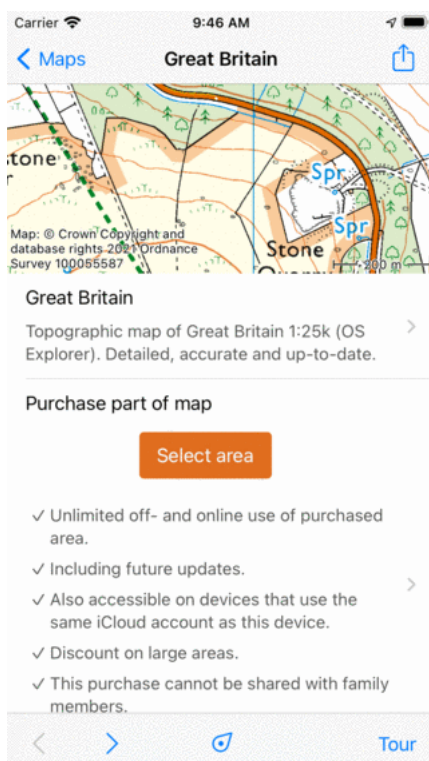 Carrier 9:46 AM
Maps Great Britain
tone
Spr
Spr
Map: © Crown Copyright and
database rights 2021 Ordnance
Survey 100055587
Stone
200 m
Great Britain
Topographic map of Great Britain 1:25k (OS
Explorer). Detailed, accurate and up-to-date.
Purchase part of map
Select area
✓ Unlimited off- and online use of purchased
area.
✓ Including future updates.
✓ Also accessible on devices that use the
same iCloud account as this device.
✓ Discount on large areas.
✓ This purchase cannot be shared with family
members.
Tour